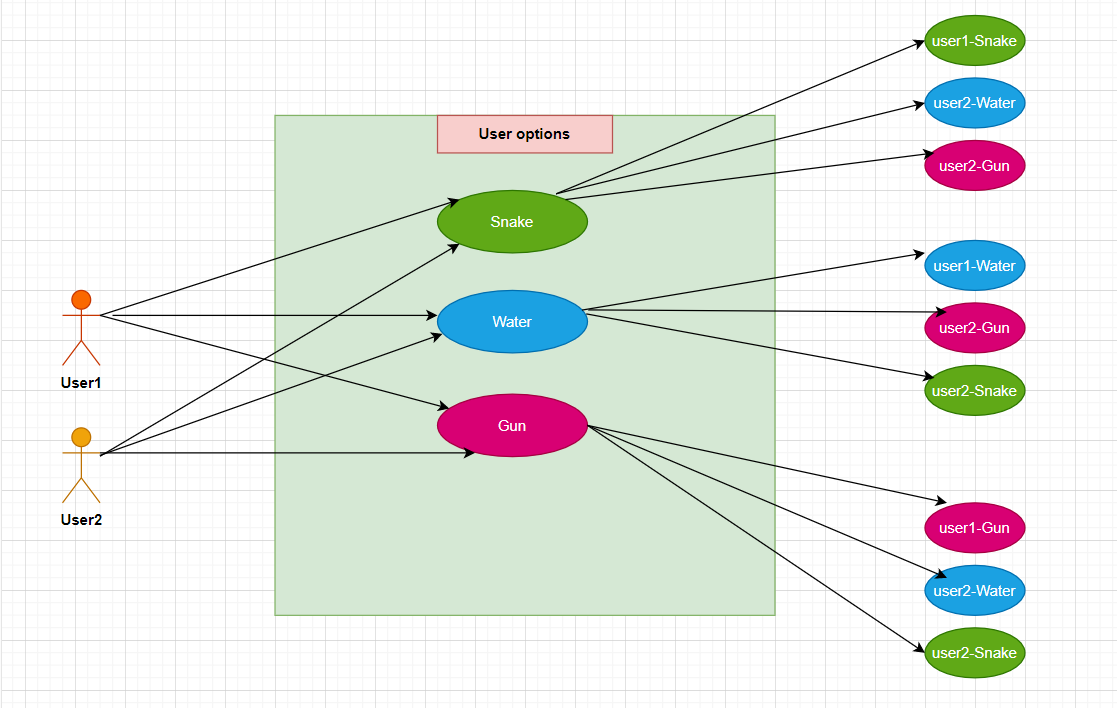 User options
Snake
Water
Gun
User1
User2
user1-Snake
user2-Water
user2-Gun
user1-Water
user2-Gun
user2-Snake
user1-Gun
user2-Water
user2-Snake